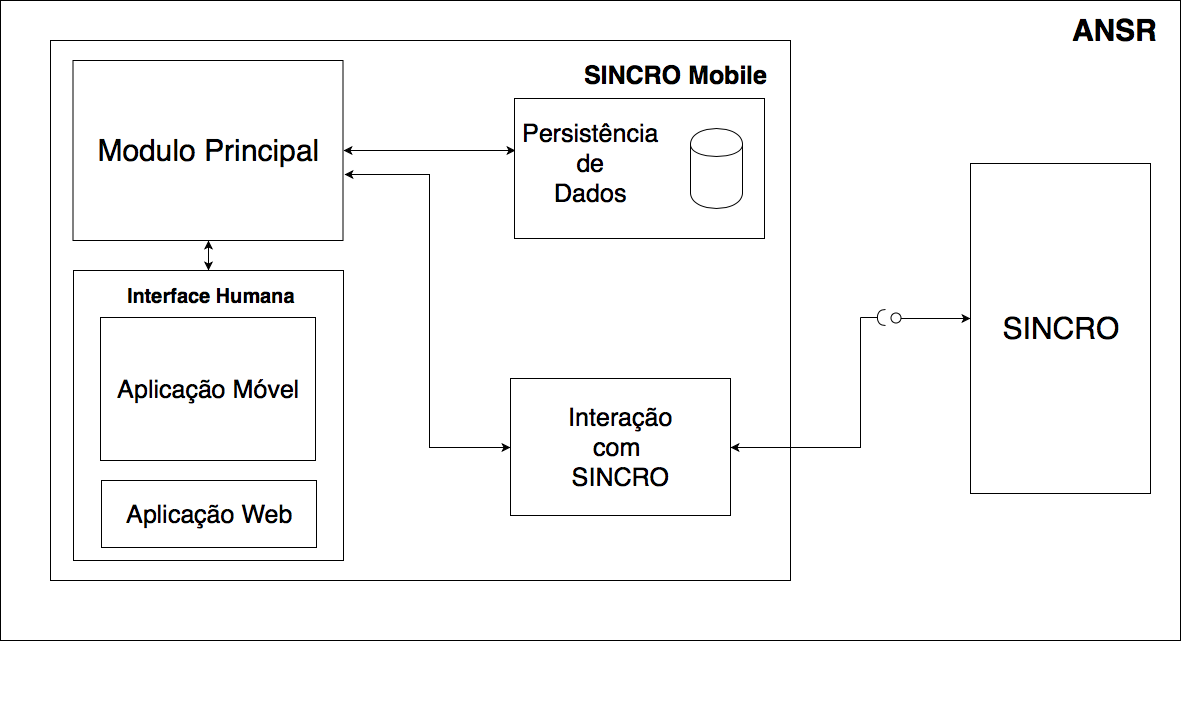 ANSR
SINCRO Mobile
Modulo Principal
Persistência
de
Dados
Interface Humana
Aplicação Móvel
Aplicação Web
Interação
com
SINCRO
SINCRO